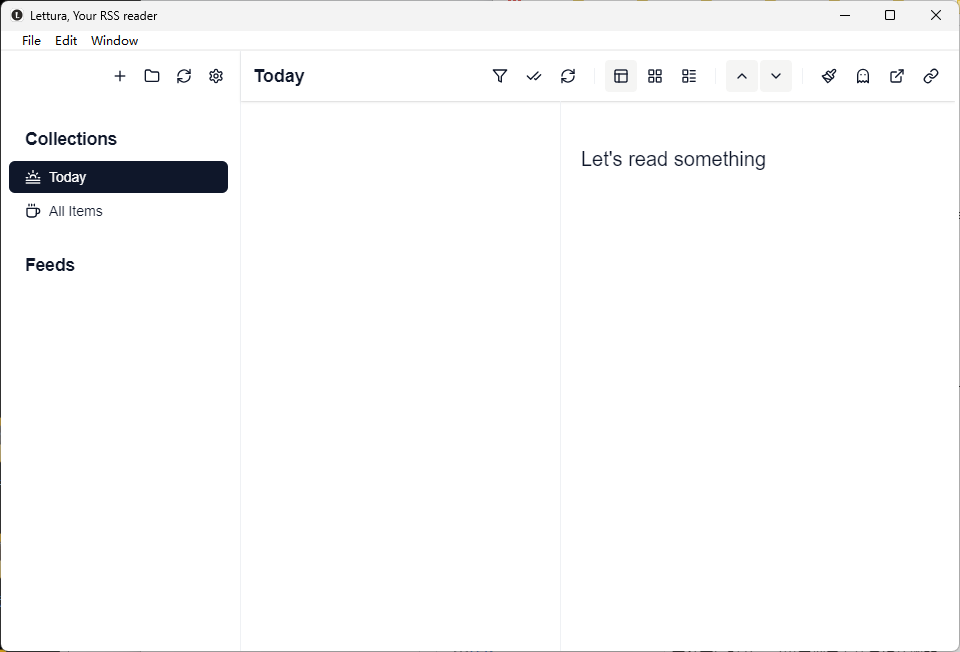 Lettura, Your RSS reader
File Edit Window
Today
Collections
Today
All Items
Feeds
Let's read something